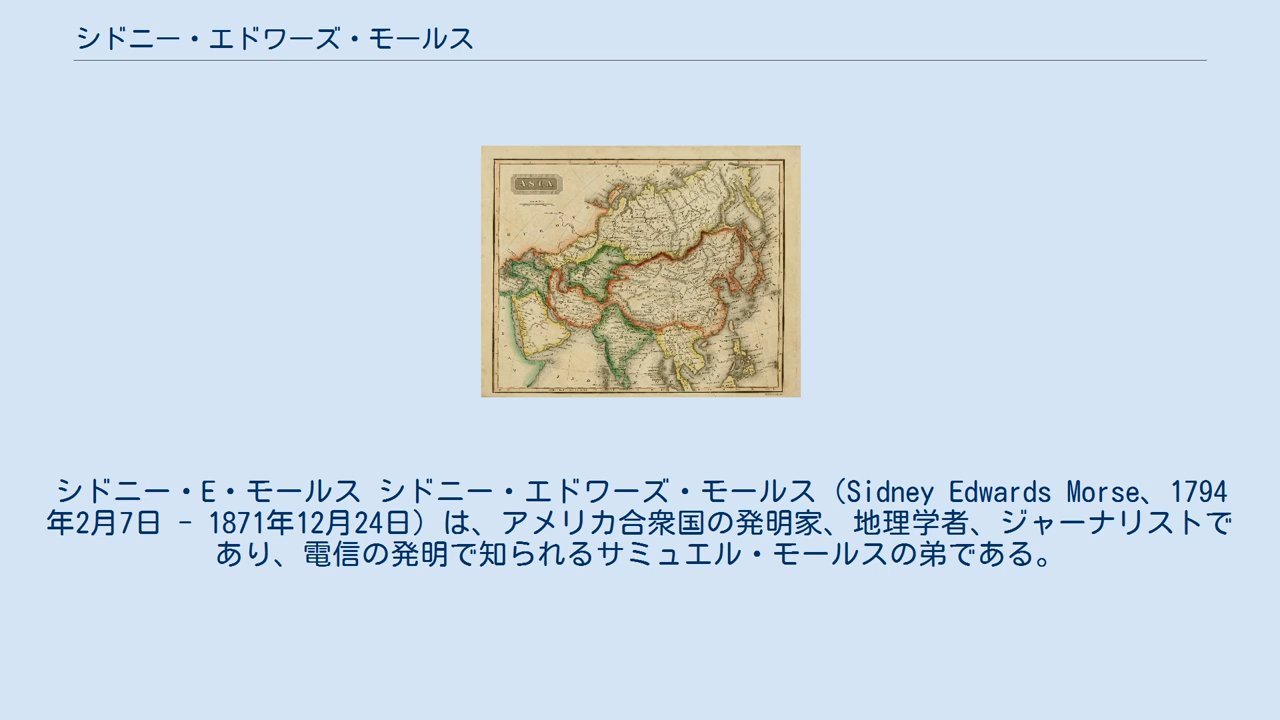 シドニー・エドワーズ・モールス
ASIA
シドニー・E・モールス シドニー・エドワーズ・モールス（Sidney Edwards Morse、1794
年2月7日 - 1871年12月24日）は、アメリカ合衆国の発明家、地理学者、ジャーナリストで
あり、電信の発明で知られるサミュエル・モールスの弟である。